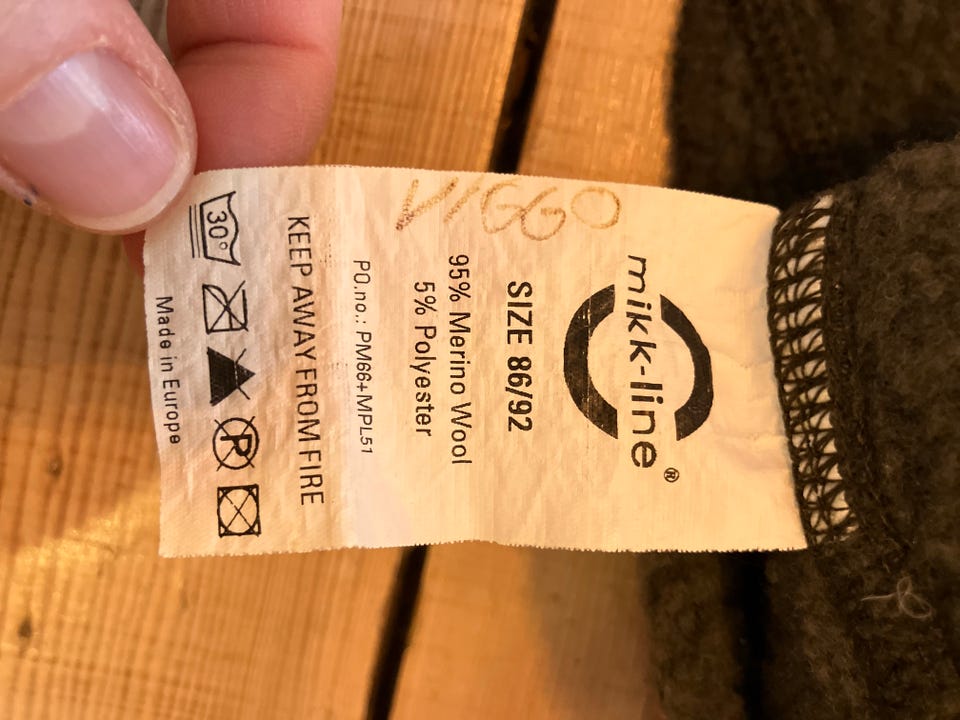 VIGGO
mikk-line®
SIZE 86/92
95% Merino Wool
5% Polyester
PO.no.: PM66+MPL51
KEEP AWAY FROM FIRE
30°
P
Made in Europe